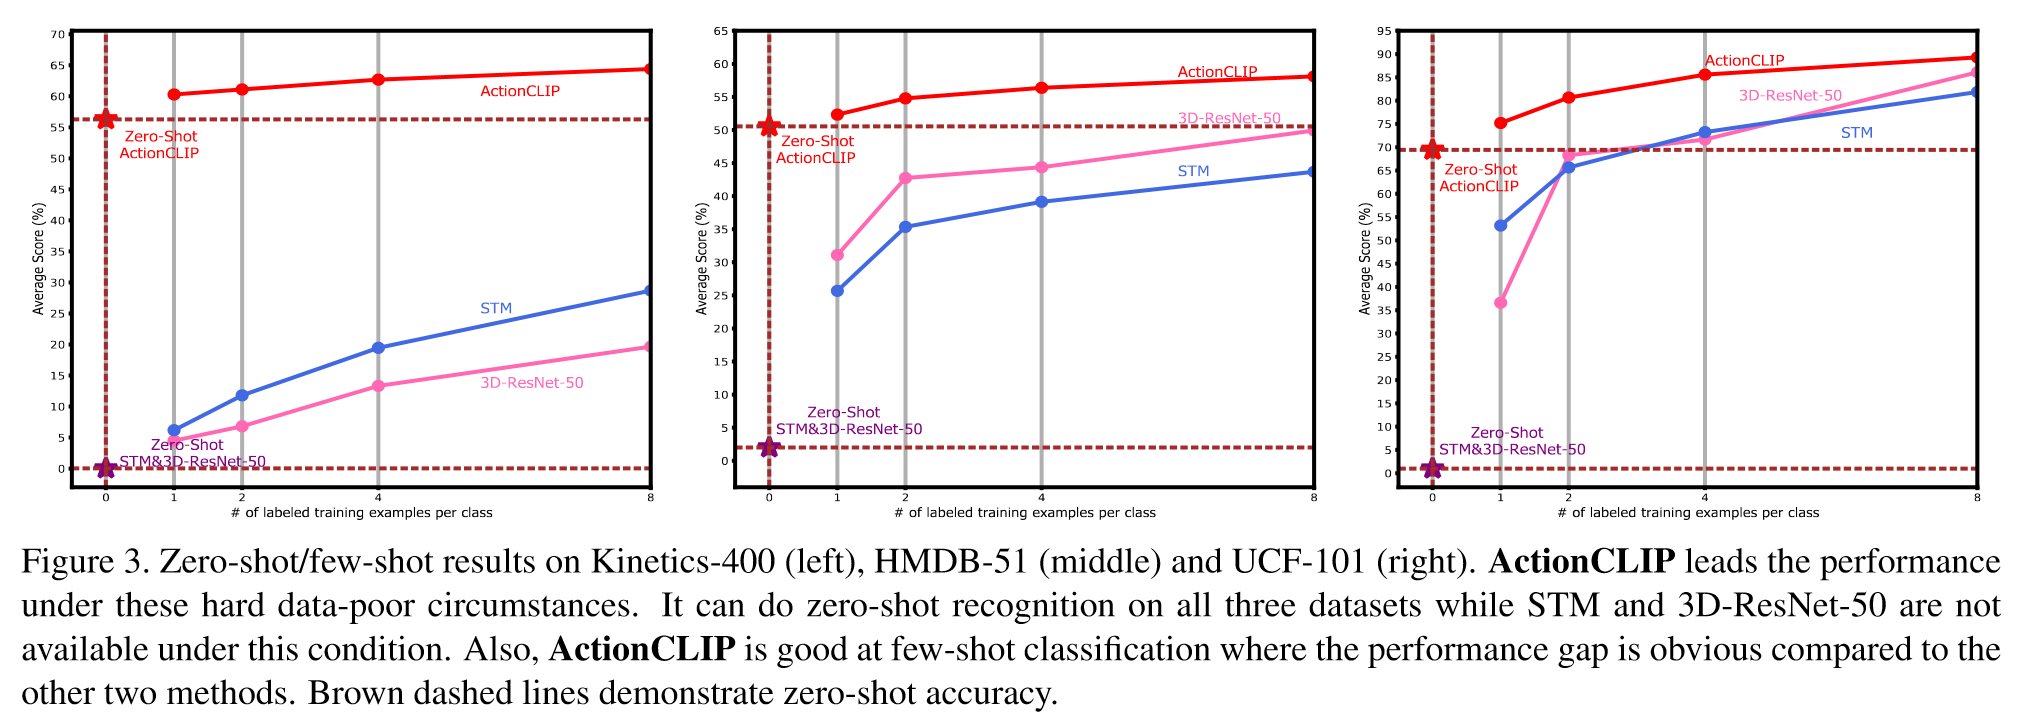 70
65
60
55
50
45
40
35
30
25
20
15
10
5
0
Average Score (%)
ActionCLIP
Zero-Shot
ActionCLIP
STM
3D-ResNet-50
Zero-Shot
STM&3D-ResNet-50
0 1 2 4 8
# of labeled training examples per class
65
60
55
50
45
40
35
30
25
20
15
10
5
0
Average Score (%)
ActionCLIP
3D-ResNet-50
Zero-Shot
ActionCLIP
STM
Zero-Shot
STM&3D-ResNet-50
0 1 2 4 8
# of labeled training examples per class
95
90
85
80
75
70
65
60
55
50
45
40
35
30
25
20
15
10
5
0
Average Score (%)
ActionCLIP
3D-ResNet-50
STM
Zero-Shot
ActionCLIP
Zero-Shot
STM&3D-ResNet-50
0 1 2 4 8
# of labeled training examples per class
Figure 3. Zero-shot/few-shot results on Kinetics-400 (left), HMDB-51 (middle) and UCF-101 (right). ActionCLIP leads the performance
under these hard data-poor circumstances. It can do zero-shot recognition on all three datasets while STM and 3D-ResNet-50 are not
available under this condition. Also, ActionCLIP is good at few-shot classification where the performance gap is obvious compared to the
other two methods. Brown dashed lines demonstrate zero-shot accuracy.